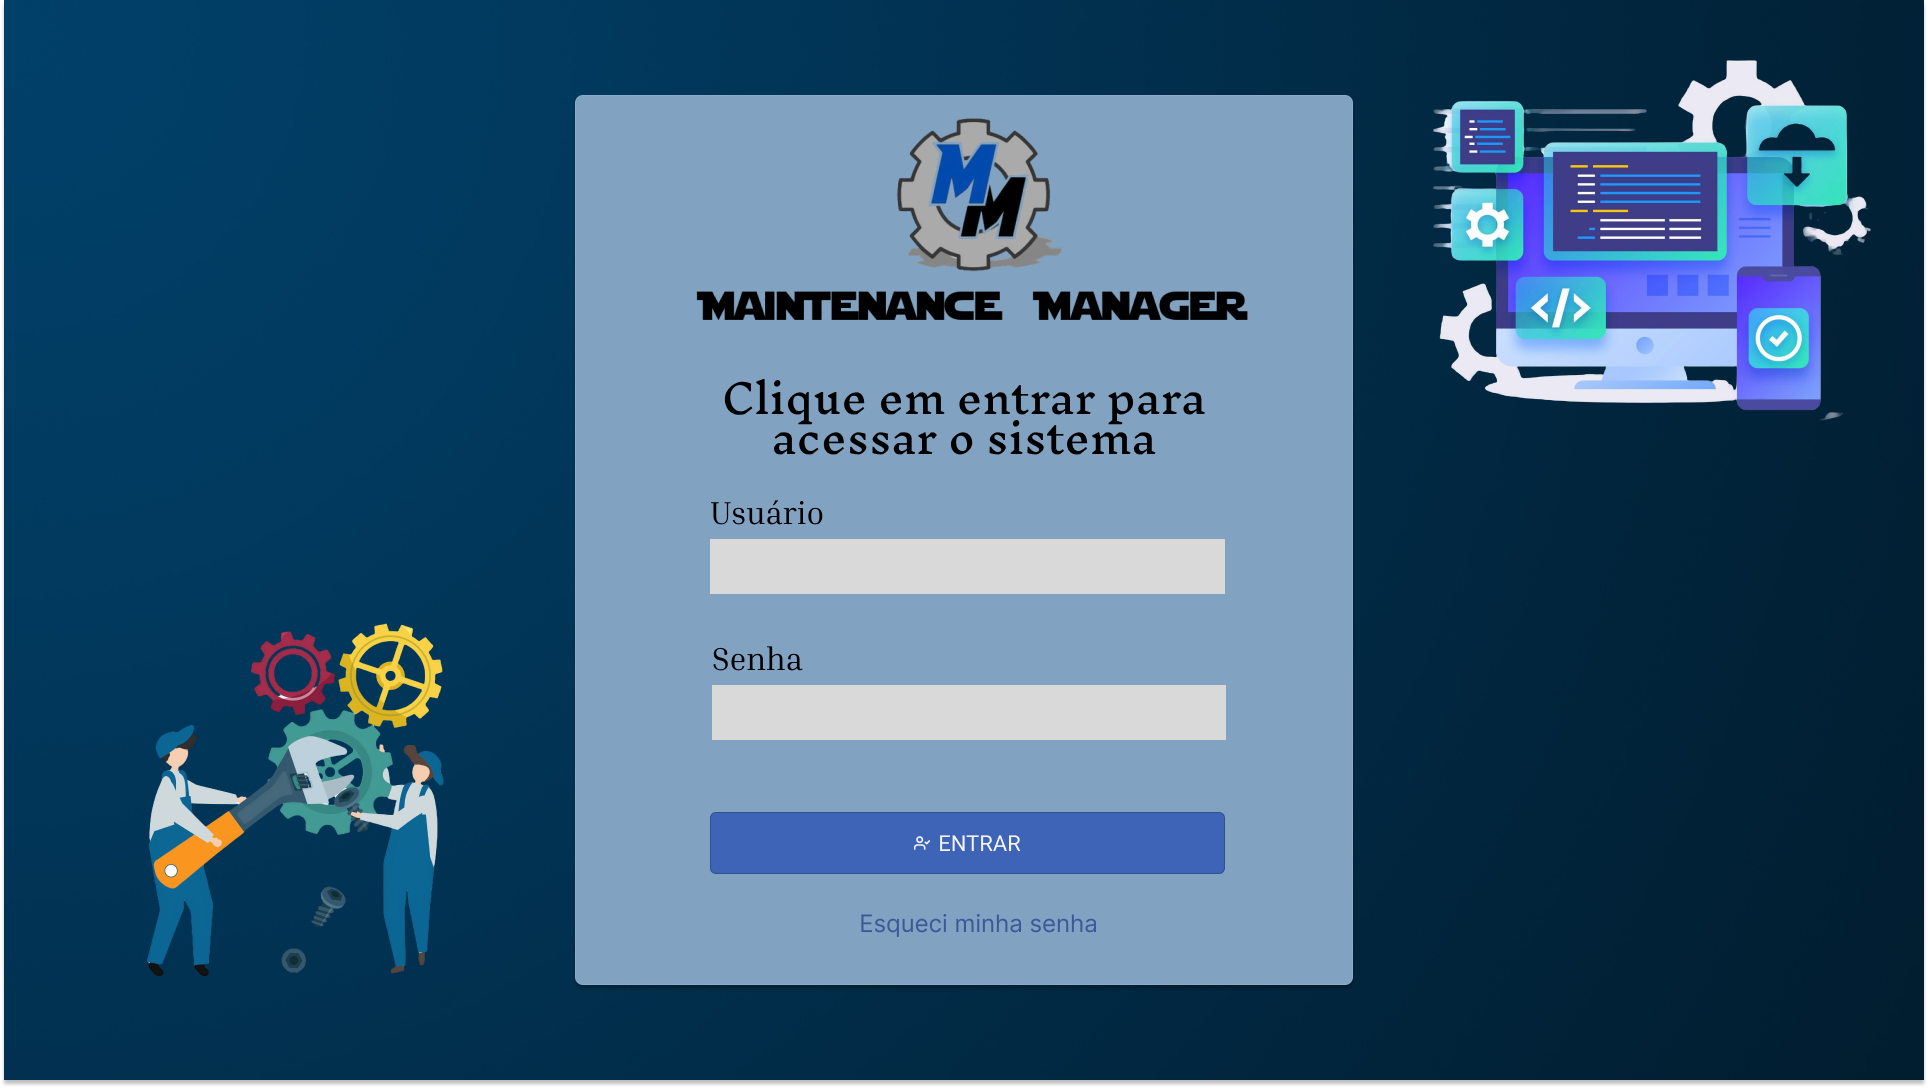 MM
MAINTENANCE MANAGER
Clique em entrar para
acessar o sistema
Usuário
Senha
ENTRAR
Esqueci minha senha